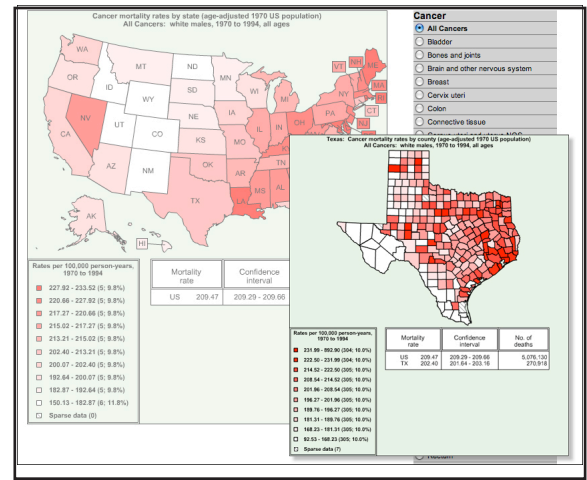 Cancer mortality rates by state (age-adjusted 1970 US population)
All Cancers: white males, 1970 to 1994, all ages
WA
OR
CA
NV
ID
MT
WY
UT
AZ
CO
NM
ND
SD
NE
KS
OK
TX
MN
IA
MO
AR
LA
WI
IL
MS
MI
IN
OH
TN
AL
PA
NY
VT
NH
ME
MA
RI
CT
NJ
AK
HI
Rates per 100,000 person-years,
1970 to 1994
227.92 - 233.52 (5; 9.8%)
220.66 - 227.92 (5; 9.8%)
217.27 - 220.66 (5; 9.8%)
215.02 - 217.27 (5; 9.8%)
213.21 - 215.02 (5; 9.8%)
202.40 - 213.21 (5; 9.8%)
200.07 - 202.40 (5; 9.8%)
192.64 - 200.07 (5; 9.8%)
182.87 - 192.64 (5; 9.8%)
150.13 - 182.87 (6; 11.8%)
Sparse data (0)
Mortality rate Confidence interval
US 209.47 209.29 - 209.66
Cancer
All Cancers
Bladder
Bones and joints
Brain and other nervous system
Breast
Cervix uteri
Colon
Connective tissue
Texas: Cancer mortality rates by county (age-adjusted 1970 US population)
All Cancers: white males, 1970 to 1994, all ages
Rates per 100,000 person-years,
1970 to 1994
231.99 - 992.90 (304; 10.0%)
222.50 - 231.99 (305; 10.0%)
214.52 - 222.50 (305; 10.0%)
208.54 - 214.52 (305; 10.0%)
201.96 - 208.54 (305; 10.0%)
196.27 - 201.96 (305; 10.0%)
189.76 - 196.27 (305; 10.0%)
181.31 - 189.76 (305; 10.0%)
168.23 - 181.31 (305; 10.0%)
92.53 - 168.23 (305; 10.0%)
Sparse data (7)
Mortality rate Confidence interval No. of deaths
US 209.47 209.29 - 209.66 5,076,130
TX 202.40 201.64 - 203.16 270,918